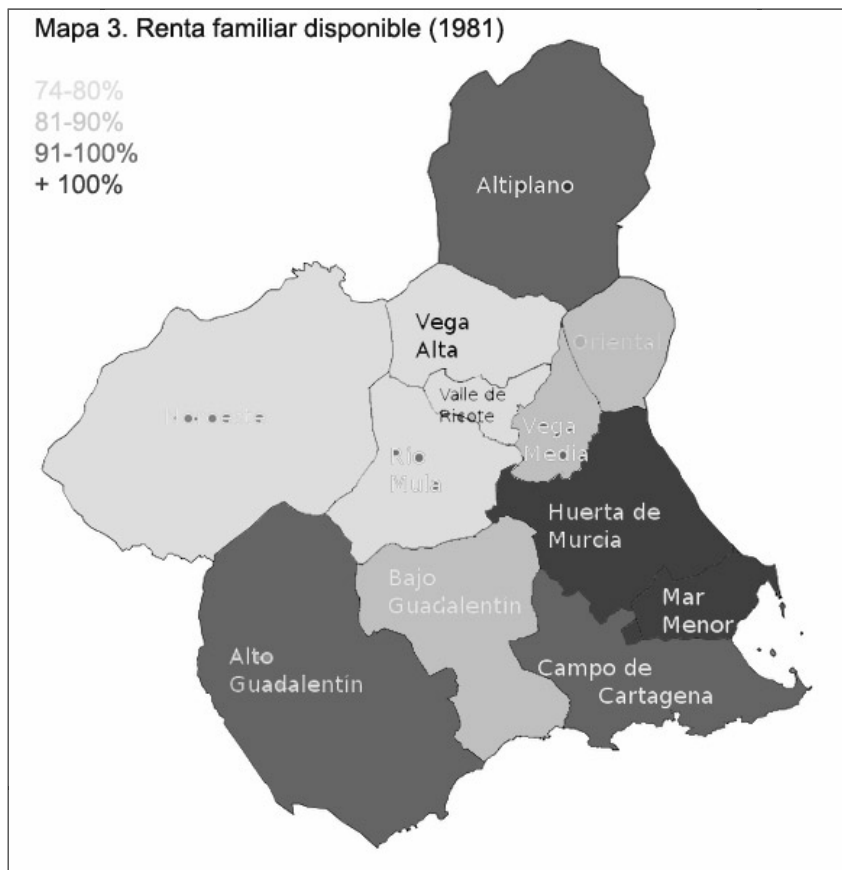 Mapa 3. Renta familiar disponible (1981)
74-80%
81-90%
91-100%
+ 100%
Altiplano
Vega
Alta
Oriental
Valle de
Ricote
Noroeste
Vega
Media
Río
Mula
Huerta de
Murcia
Bajo
Guadalentín
Mar
Menor
Alto
Guadalentín
Campo de
Cartagena